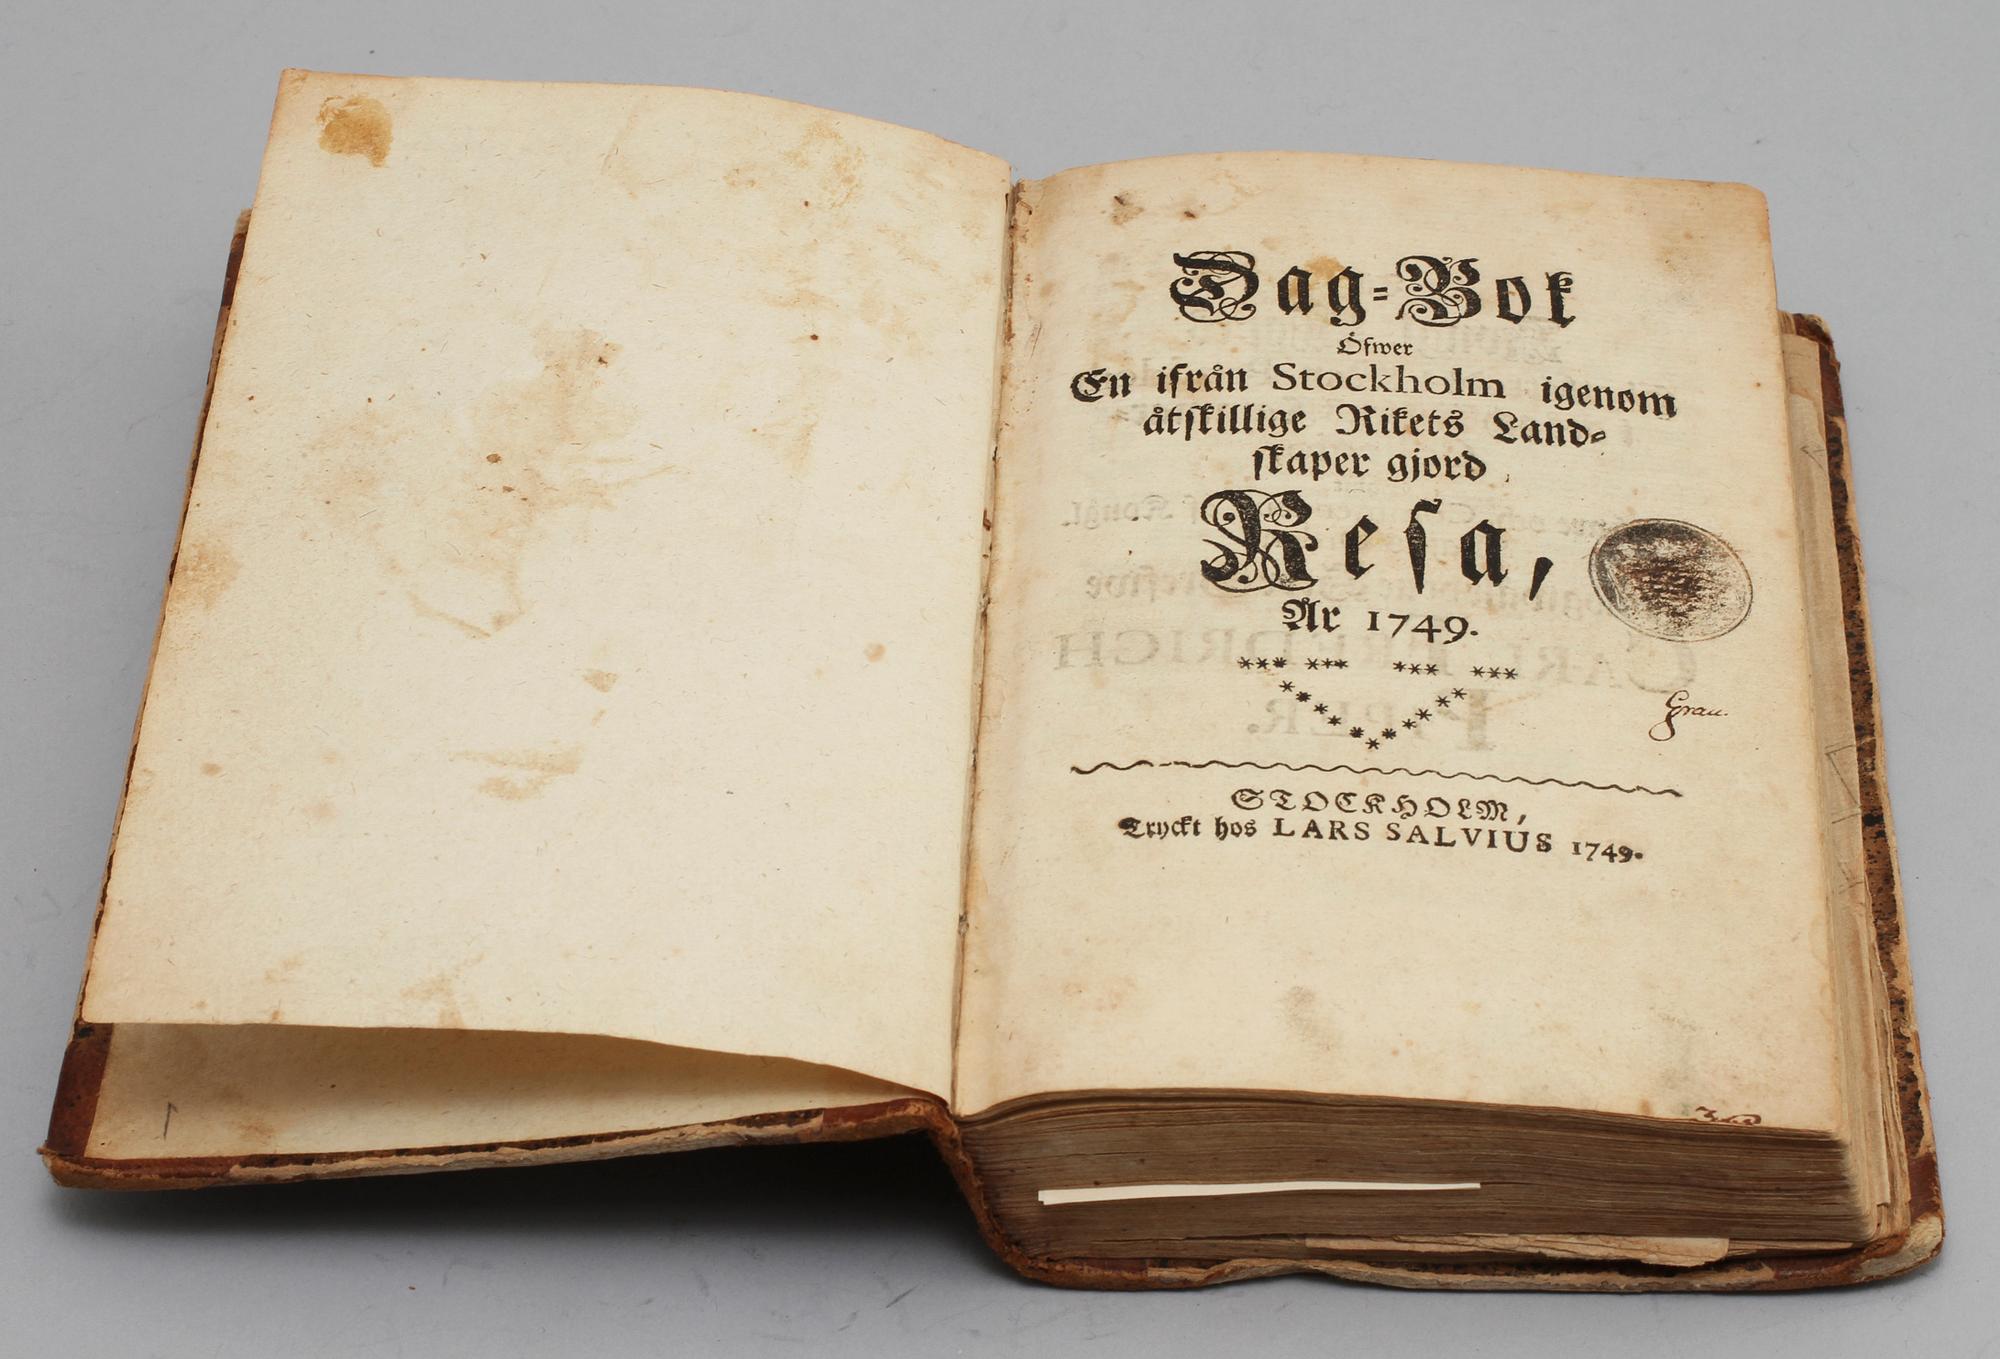 Dag-Bok
Öfwer
En ifrån Stockholm igenom
åtskillige Rikets Land-
skaper gjord
Resa,
År 1749.
*** *** *** ***
STOCKHOLM,
Tryckt hos LARS SALVIUS 1749.
Grau.